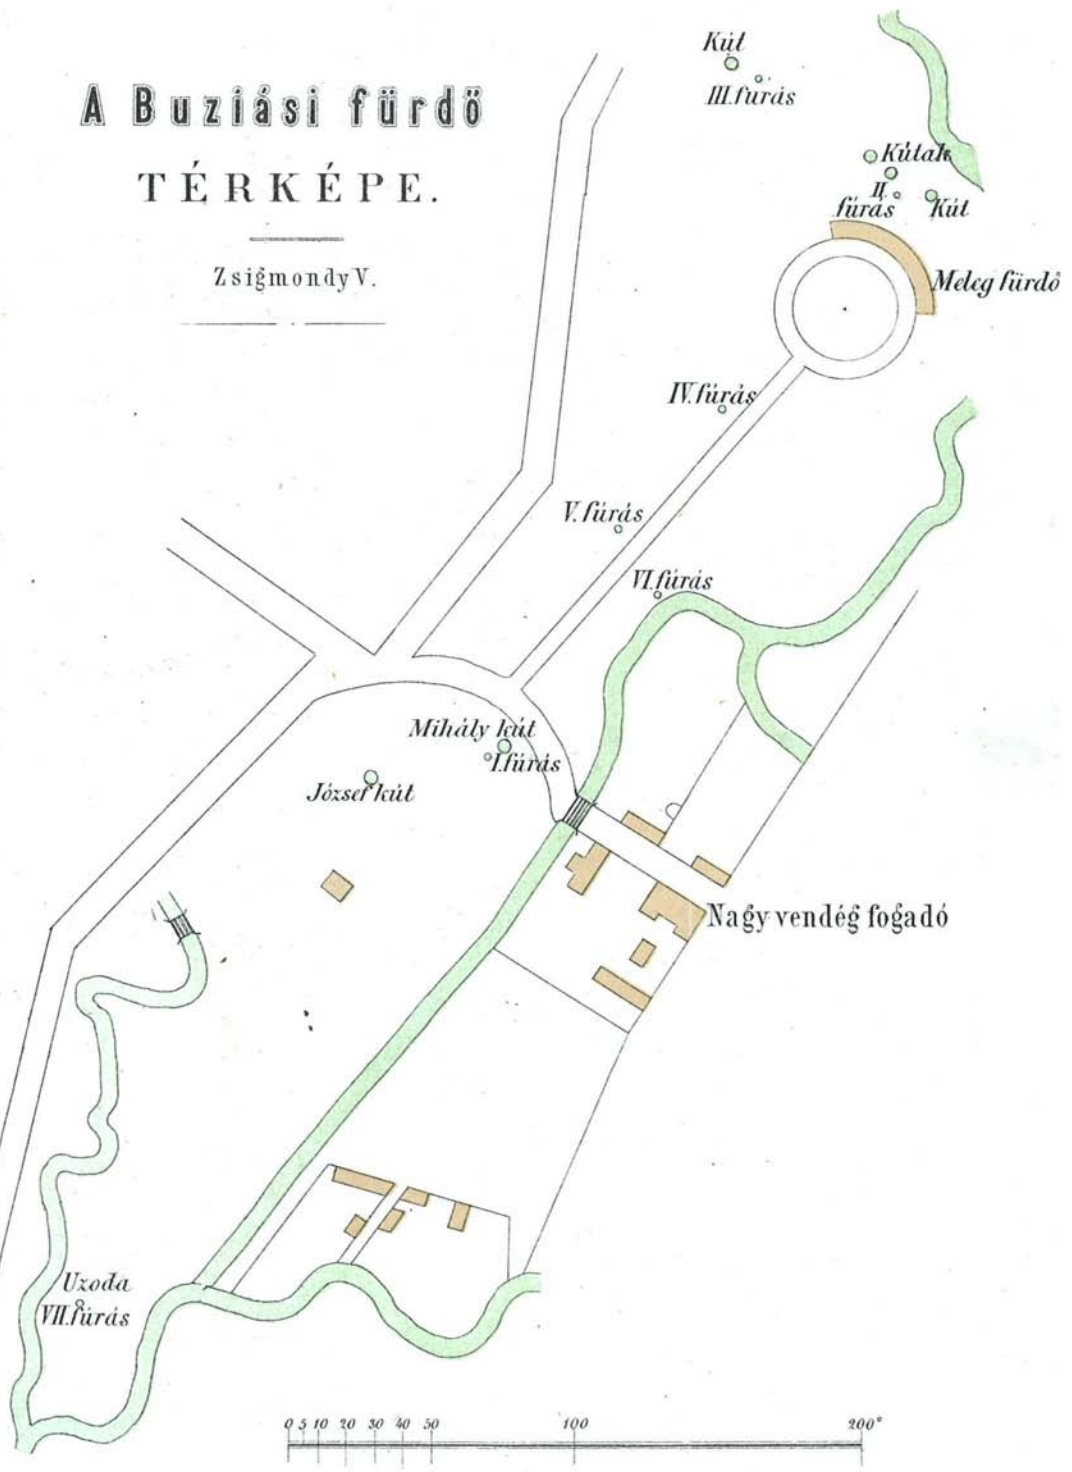 A Buziási fürdő
TÉRKÉPE.
Zsigmondy V.
Kút
III. fúrás
Kútak
II.
fúrás
Kút
Meleg fürdő
IV. fúrás
V. fúrás
VI. fúrás
Mihály kút
I. fúrás
József kút
Nagy vendég fogadó
Uzoda
VII. fúrás
0 5 10 20 30 40 50 100 200°